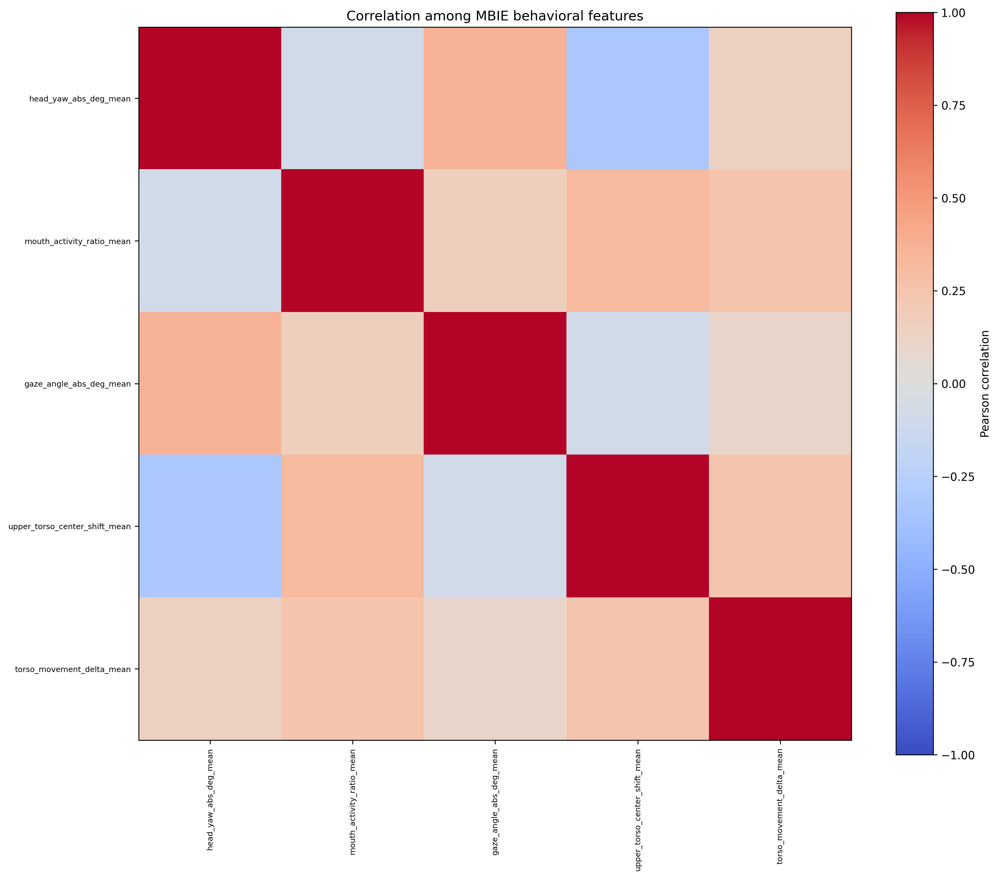 Correlation among MBIE behavioral features
head_yaw_abs_deg_mean
mouth_activity_ratio_mean
gaze_angle_abs_deg_mean
upper_torso_center_shift_mean
torso_movement_delta_mean
head_yaw_abs_deg_mean
mouth_activity_ratio_mean
gaze_angle_abs_deg_mean
upper_torso_center_shift_mean
torso_movement_delta_mean
1.00
0.75
0.50
0.25
0.00
−0.25
−0.50
−0.75
−1.00
Pearson correlation